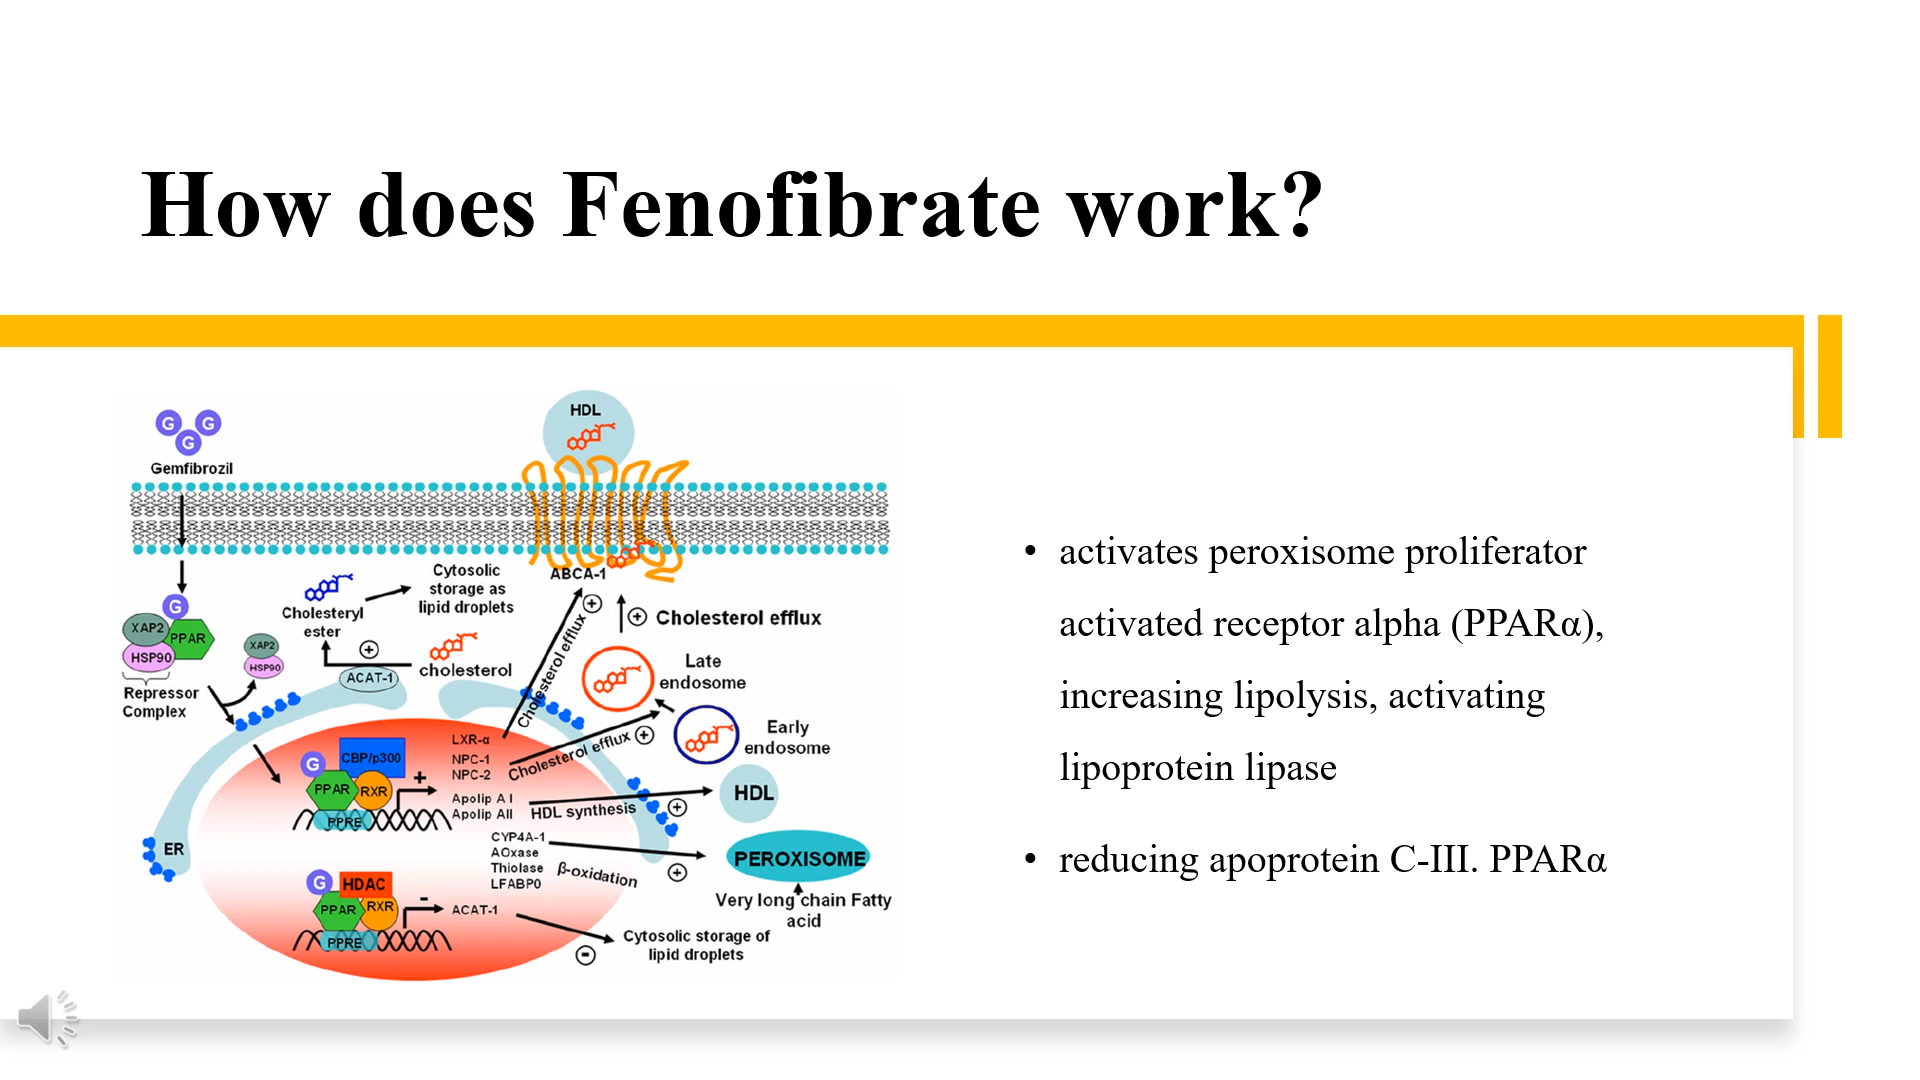 How does Fenofibrate work?
HDL
G G
G
Gemfibrozil
ABCA-1
Cytosolic
storage as
lipid droplets
Cholesteryl
ester
+
cholesterol
ACAT-1
G
XAP2
PPAR
HSP90
XAP2
HSP90
Repressor
Complex
Cholesterol efflux
+
+ Cholesterol efflux
Late
endosome
Early
endosome
Cholesterol efflux +
LXR-α
NPC-1
NPC-2
G
CBP/p300
PPAR
RXR
+
PPRE
Apolip A I
Apolip AII
HDL synthesis +
HDL
ER
CYP4A-1
AOxase
Thiolase
LFABP0
β-oxidation +
PEROXISOME
Very long chain Fatty
acid
G
HDAC
PPAR
RXR
-
PPRE
ACAT-1
-
Cytosolic storage of
lipid droplets
• activates peroxisome proliferator
activated receptor alpha (PPARα),
increasing lipolysis, activating
lipoprotein lipase
• reducing apoprotein C-III. PPARα